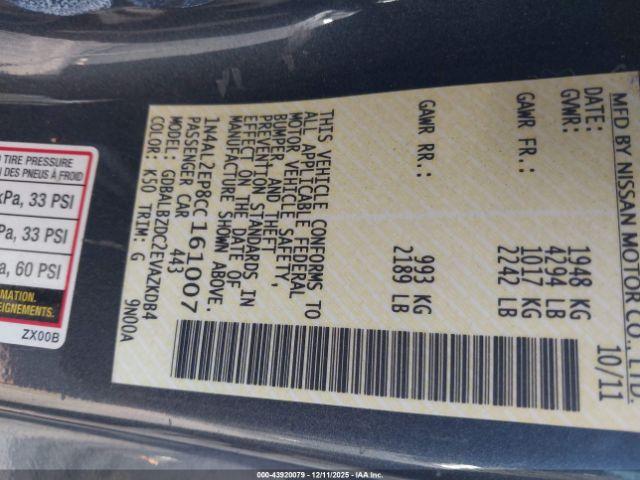 MFD BY NISSAN MOTOR CO., LTD.
DATE: 10/11
GVWR: 1948 KG
4294 LB
GAWR FR: 1017 KG
2242 LB
GAWR RR: 993 KG
2189 LB
THIS VEHICLE CONFORMS TO
ALL APPLICABLE FEDERAL
MOTOR VEHICLE SAFETY,
BUMPER, AND THEFT
PREVENTION STANDARDS IN
EFFECT ON THE DATE OF
MANUFACTURE SHOWN ABOVE.
1N4AL2EP8CC161007
PASSENGER CAR 443
MODEL: GDBALBZDC2EVAZRDB4
COLOR: K50 TRIM: G 9N00A
TIRE PRESSURE
DES PNEUS À FROID
kPa, 33 PSI
Pa, 33 PSI
a, 60 PSI
ZX00B
000-43920079 - 12/11/2025 - IAA Inc.